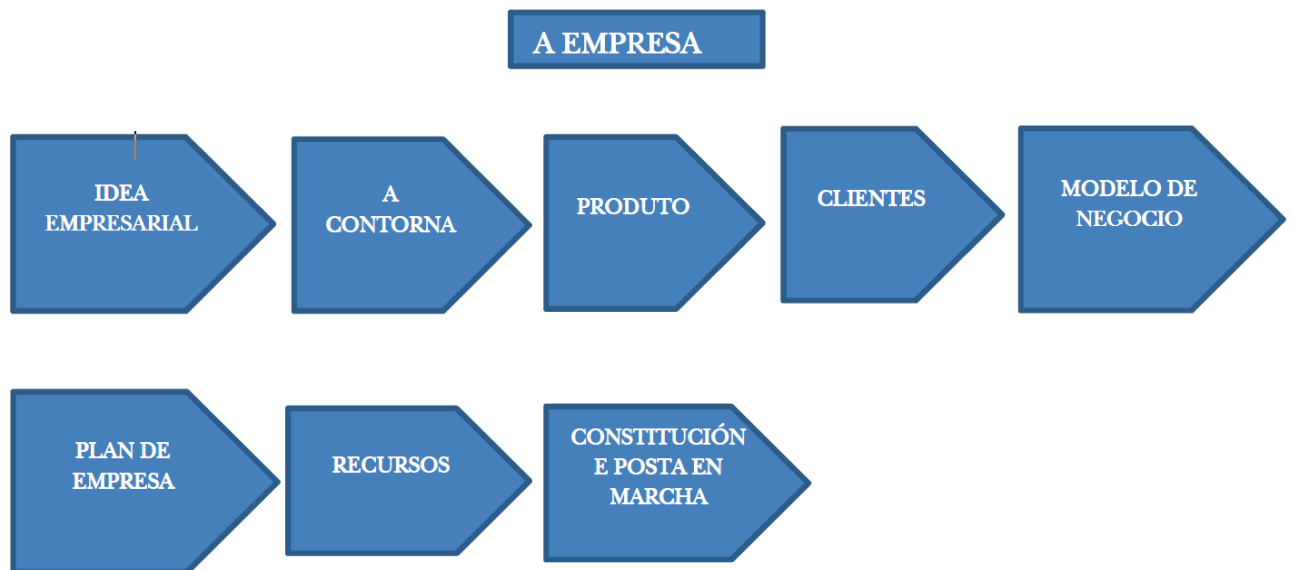 A EMPRESA
IDEA
EMPRESARIAL
A
CONTORNA
PRODUTO
CLIENTES
MODELO DE
NEGOCIO
PLAN DE
EMPRESA
RECURSOS
CONSTITUCIÓN
E POSTA EN
MARCHA